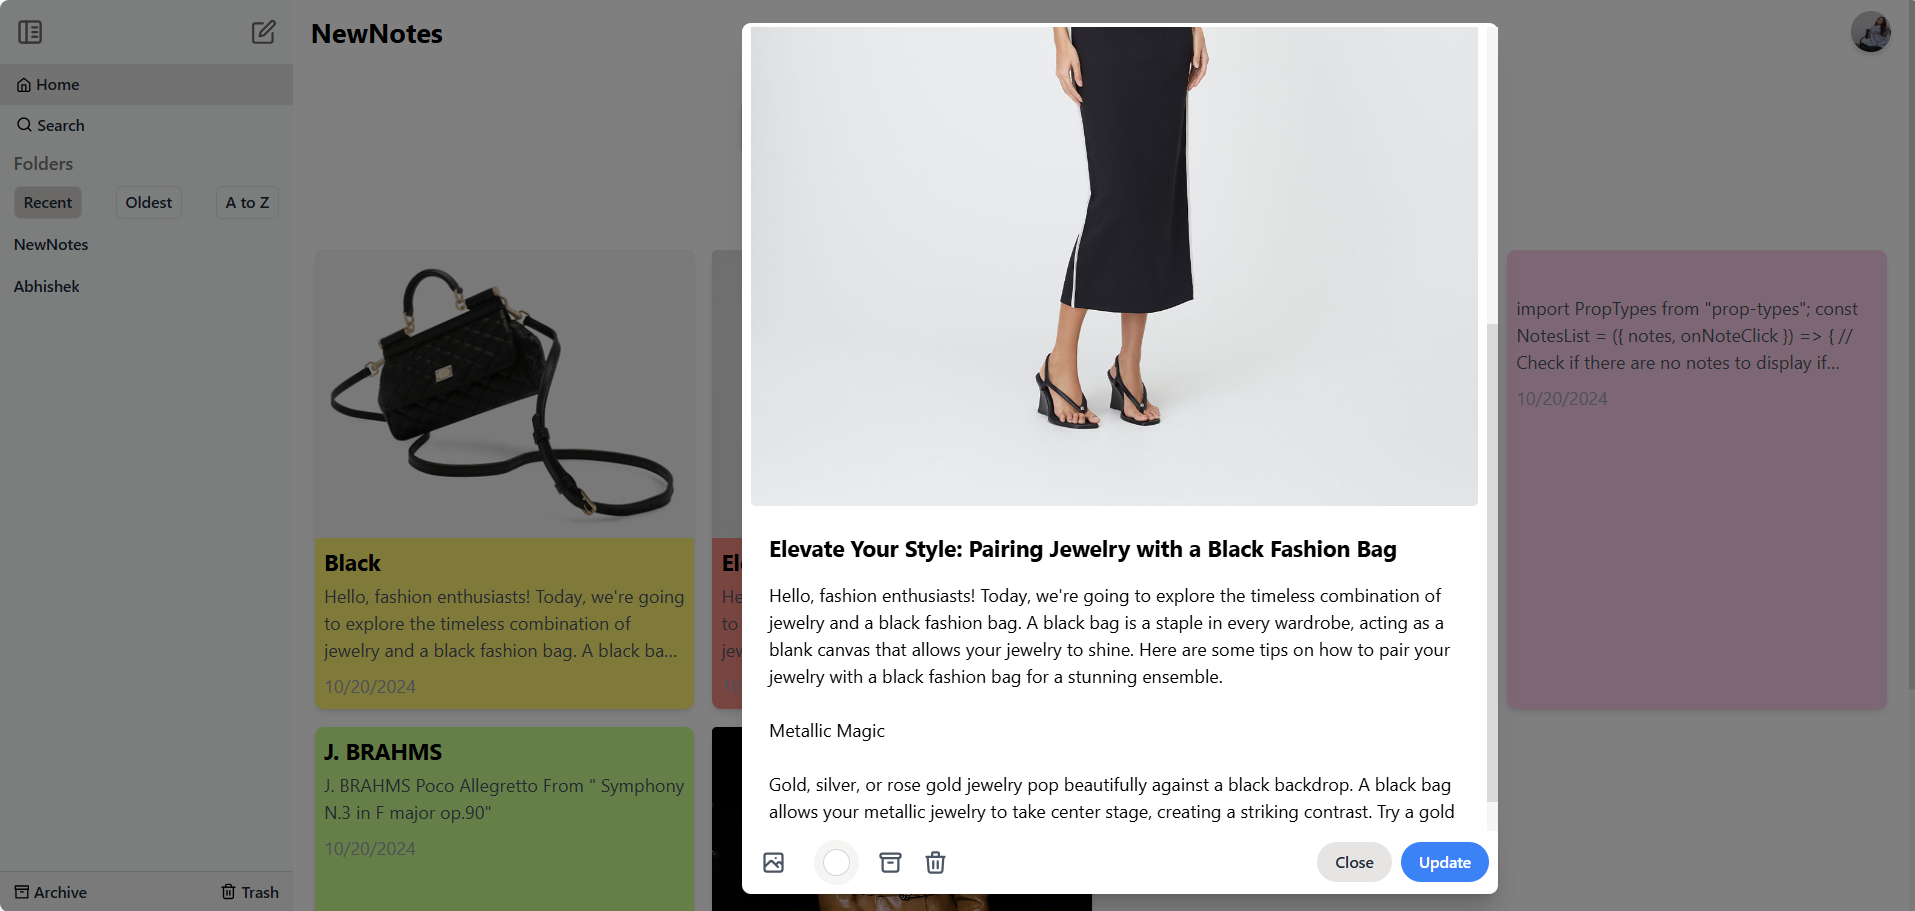 NewNotes
Home
Search
Folders
Recent
Oldest
A to Z
NewNotes
Abhishek
Archive
Trash
Black
Hello, fashion enthusiasts! Today, we're going
to explore the timeless combination of
jewelry and a black fashion bag. A black ba...
10/20/2024
J. BRAHMS
J. BRAHMS Poco Allegretto From " Symphony
N.3 in F major op.90"
10/20/2024
El
He
to
jev
10
Elevate Your Style: Pairing Jewelry with a Black Fashion Bag
Hello, fashion enthusiasts! Today, we're going to explore the timeless combination of
jewelry and a black fashion bag. A black bag is a staple in every wardrobe, acting as a
blank canvas that allows your jewelry to shine. Here are some tips on how to pair your
jewelry with a black fashion bag for a stunning ensemble.
Metallic Magic
Gold, silver, or rose gold jewelry pop beautifully against a black backdrop. A black bag
allows your metallic jewelry to take center stage, creating a striking contrast. Try a gold
Close
Update
import PropTypes from "prop-types"; const
NotesList = ({ notes, onNoteClick }) => { //
Check if there are no notes to display if...
10/20/2024